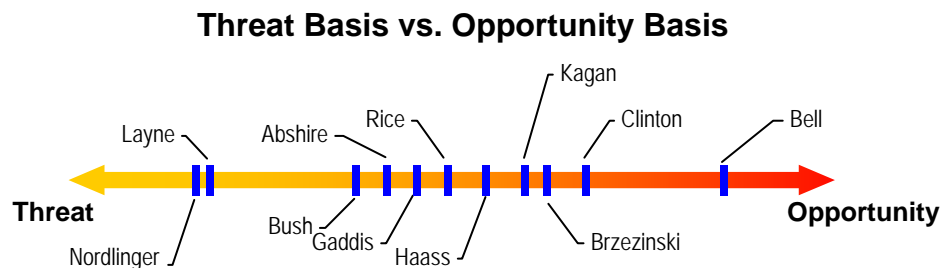 Threat Basis vs. Opportunity Basis
Kagan
Layne
Abshire
Rice
Clinton
Bell
Threat
Opportunity
Bush
Gaddis
Nordlinger
Haass
Brzezinski